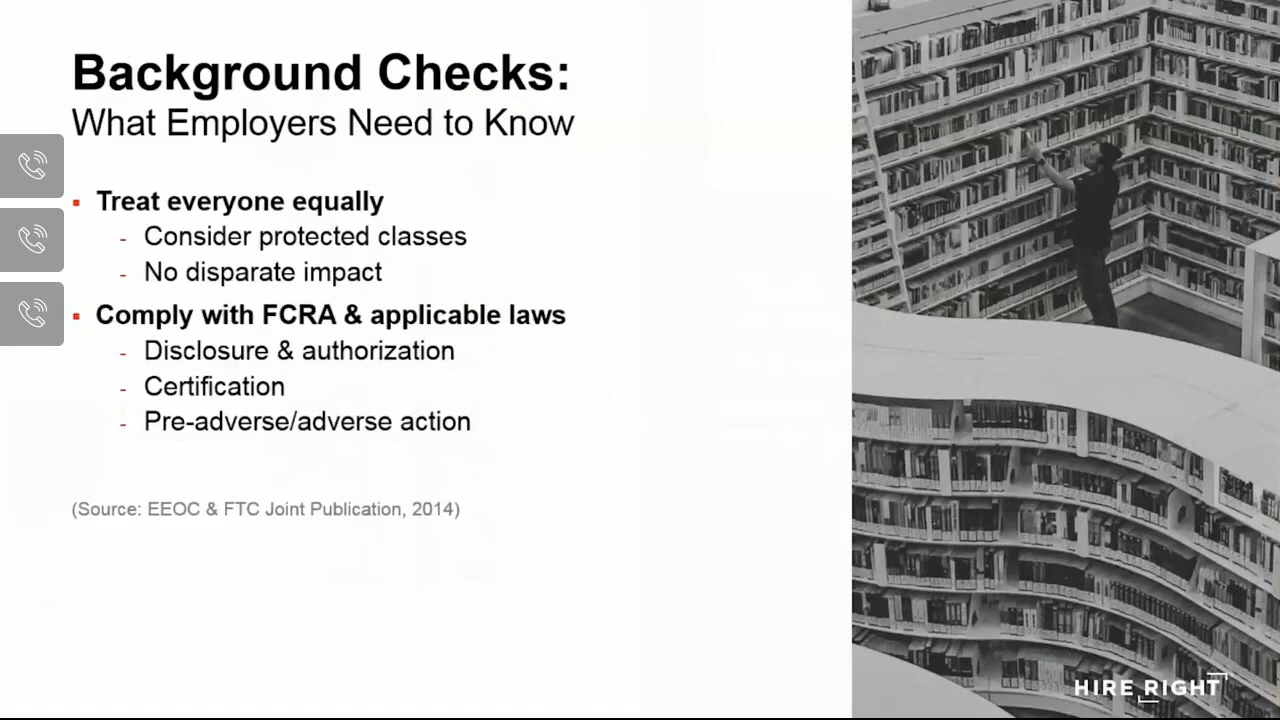 Background Checks:
What Employers Need to Know
▪ Treat everyone equally
- Consider protected classes
- No disparate impact
▪ Comply with FCRA & applicable laws
- Disclosure & authorization
- Certification
- Pre-adverse/adverse action
(Source: EEOC & FTC Joint Publication, 2014)
HIRE RIGHT